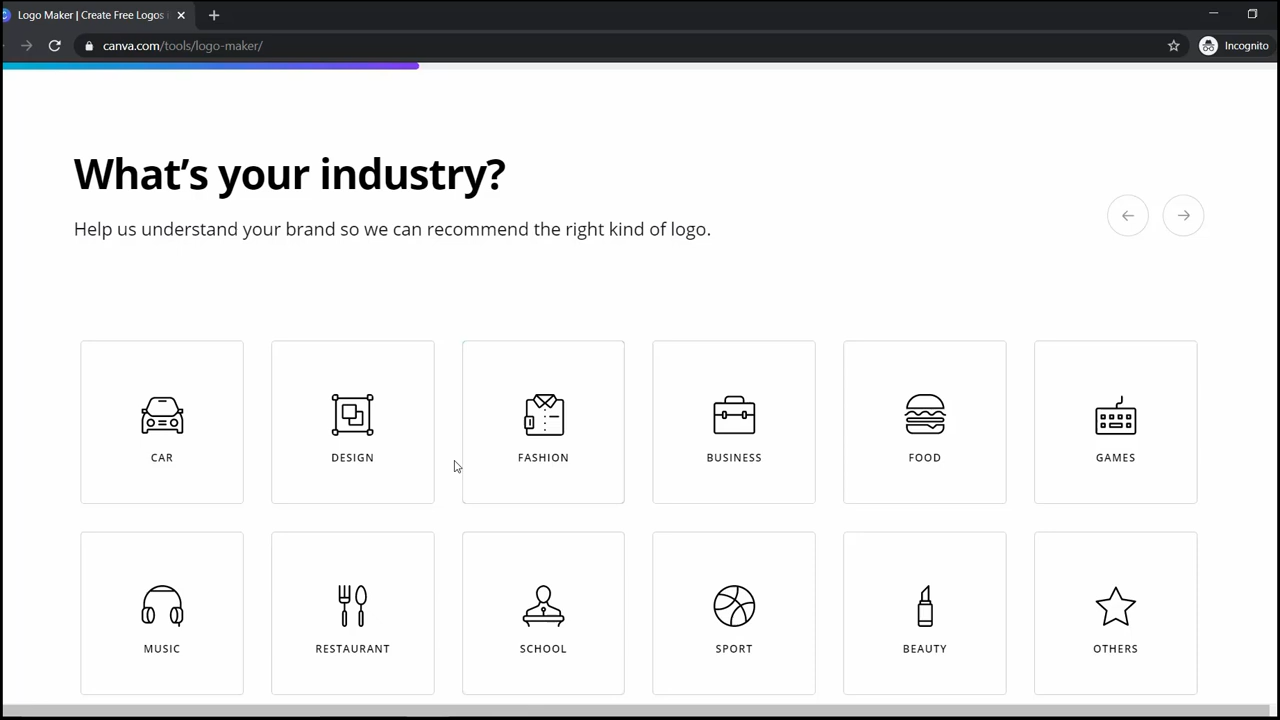 Logo Maker | Create Free Logos
canva.com/tools/logo-maker/
Incognito
What's your industry?
Help us understand your brand so we can recommend the right kind of logo.
CAR
DESIGN
FASHION
BUSINESS
FOOD
GAMES
MUSIC
RESTAURANT
SCHOOL
SPORT
BEAUTY
OTHERS